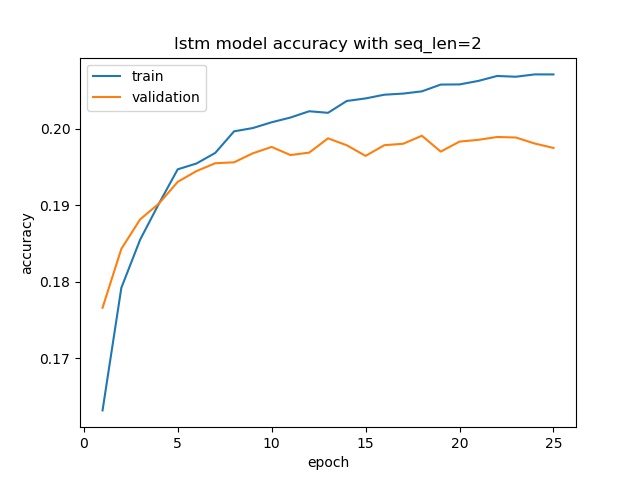 lstm model accuracy with seq_len=2
train
validation
0.20
0.19
0.18
0.17
accuracy
0
5
10
15
20
25
epoch